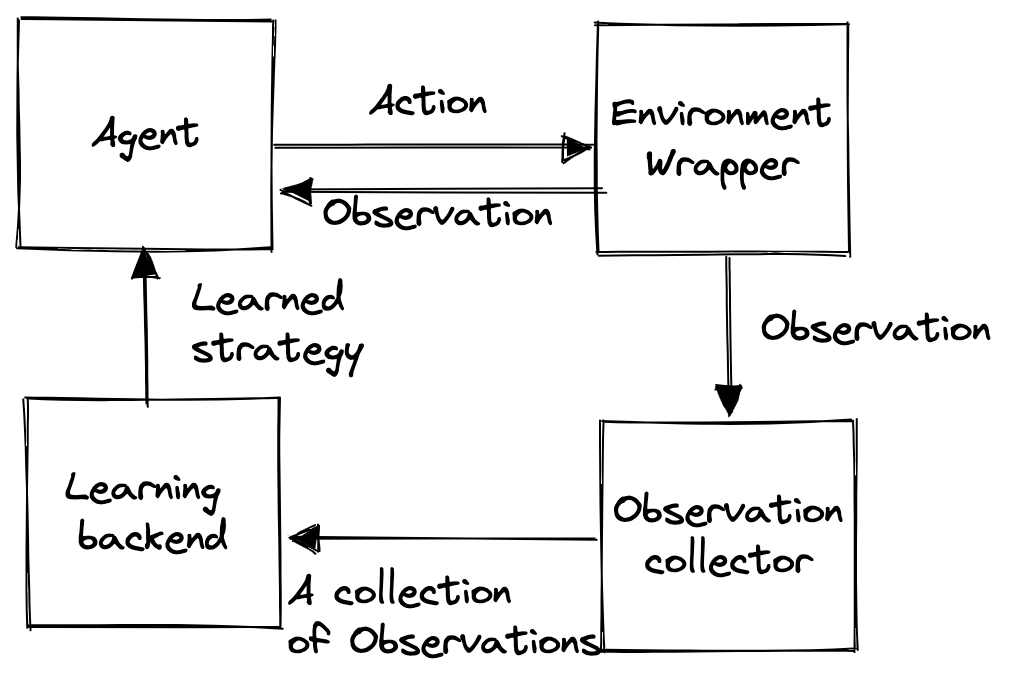 Agent
Action
Environment
Wrapper
Observation
Learned
strategy
Observation
Learning
backend
Observation
collector
A collection
of Observations